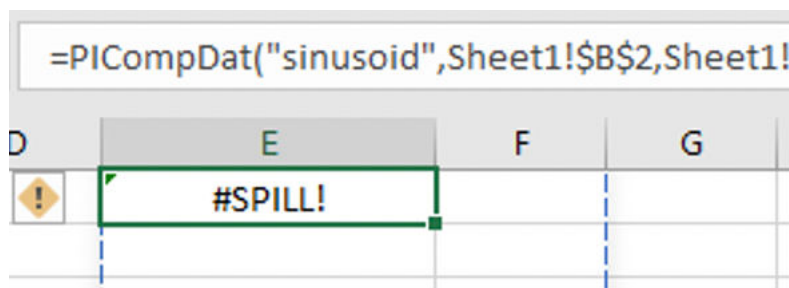 =PICompDat("sinusoid",Sheet1!$B$2,Sheet1!
D E F G
! #SPILL!